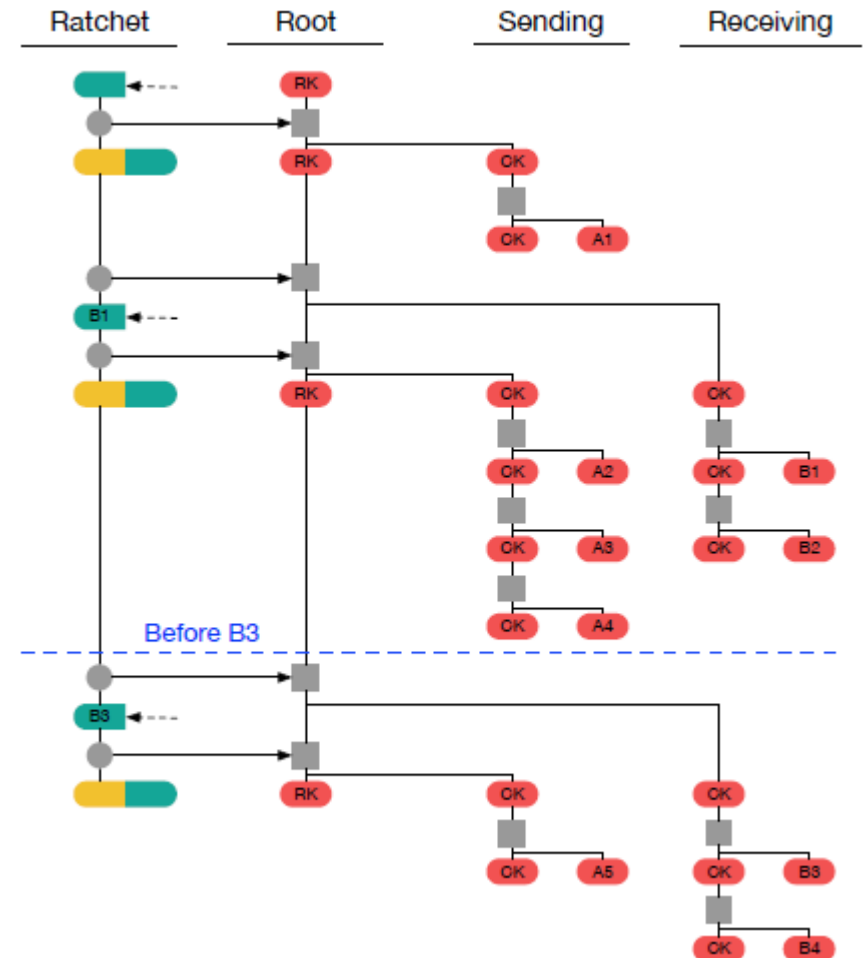 Ratchet Root Sending Receiving
RK
RK CK
CK A1
B1
RK CK CK
CK A2 CK B1
CK A3 CK B2
CK A4
Before B3
B3
RK CK CK
CK A5 CK B3
CK B4